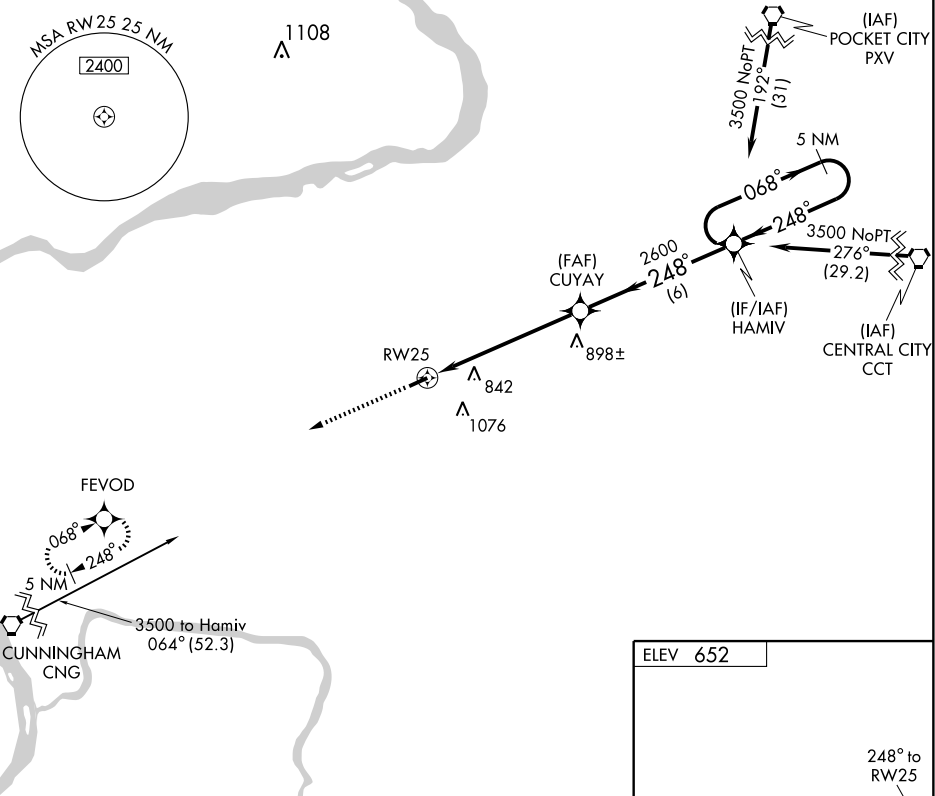 MSA RW25 25 NM
2400
1108
(IAF)
POCKET CITY
PXV
3500 NoPT
192°
(31)
5 NM
068°
248°
3500 NoPT
276°
(29.2)
(IAF)
CENTRAL CITY
CCT
(IF/IAF)
HAMIV
2600
248°
(6)
(FAF)
CUYAY
898±
RW25
842
1076
FEVOD
068°
248°
5 NM
CUNNINGHAM
CNG
3500 to Hamiv
064° (52.3)
ELEV 652
248° to
RW25